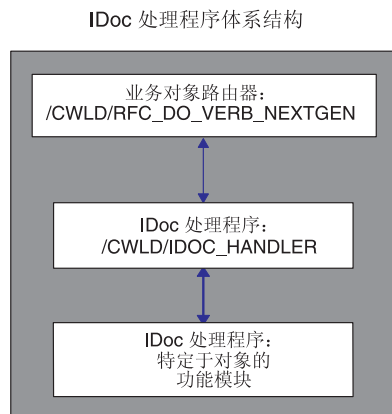 IDoc 处理程序体系结构
业务对象路由器：
/CWLD/RFC_DO_VERB_NEXTGEN
IDoc 处理程序：
/CWLD/IDOC_HANDLER
IDoc 处理程序：
特定于对象的
功能模块